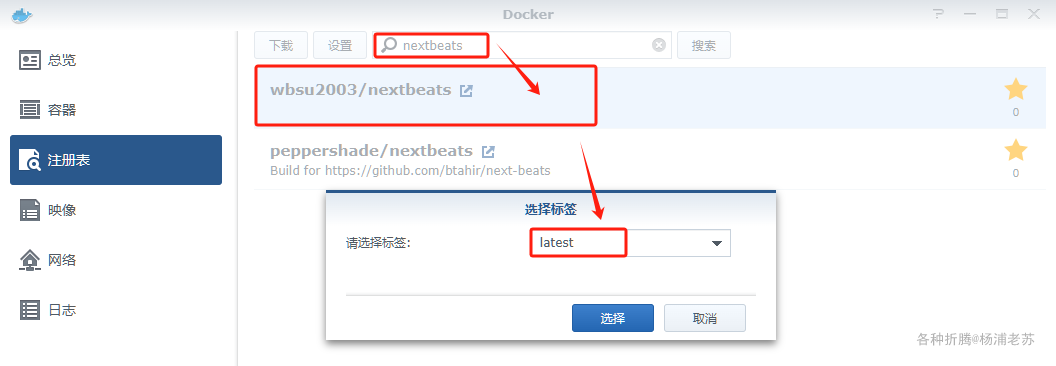 Docker
总览
容器
注册表
映像
网络
日志
下载 设置 nextbeats 搜索
wbsu2003/nextbeats
0
peppershade/nextbeats
Build for https://github.com/btahir/next-beats
0
选择标签
请选择标签: latest
选择 取消
各种折腾@杨浦老苏